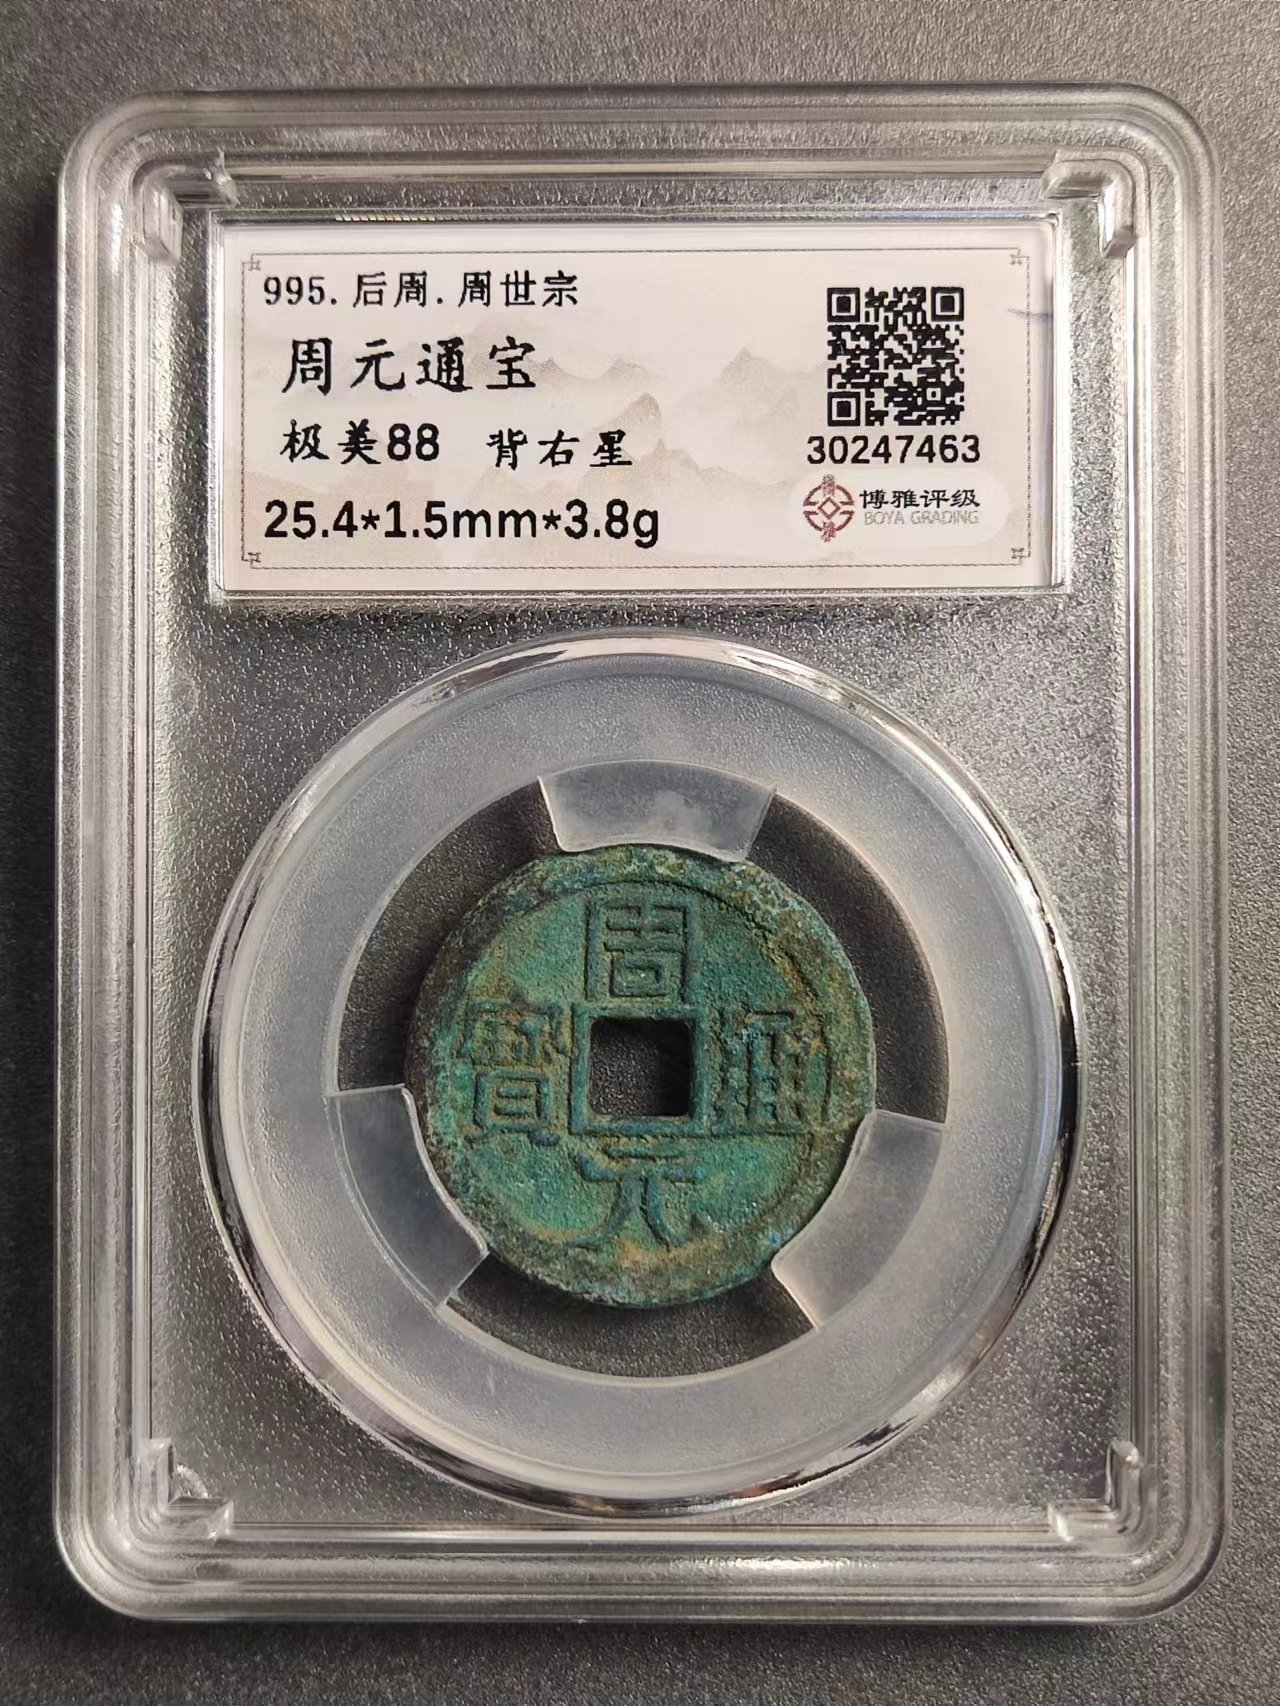 995.后周.周世宗
周元通宝
极美88 背右星
25.4*1.5mm*3.8g
30247463
博雅评级
BOYA GRADING
周
寶 通
元